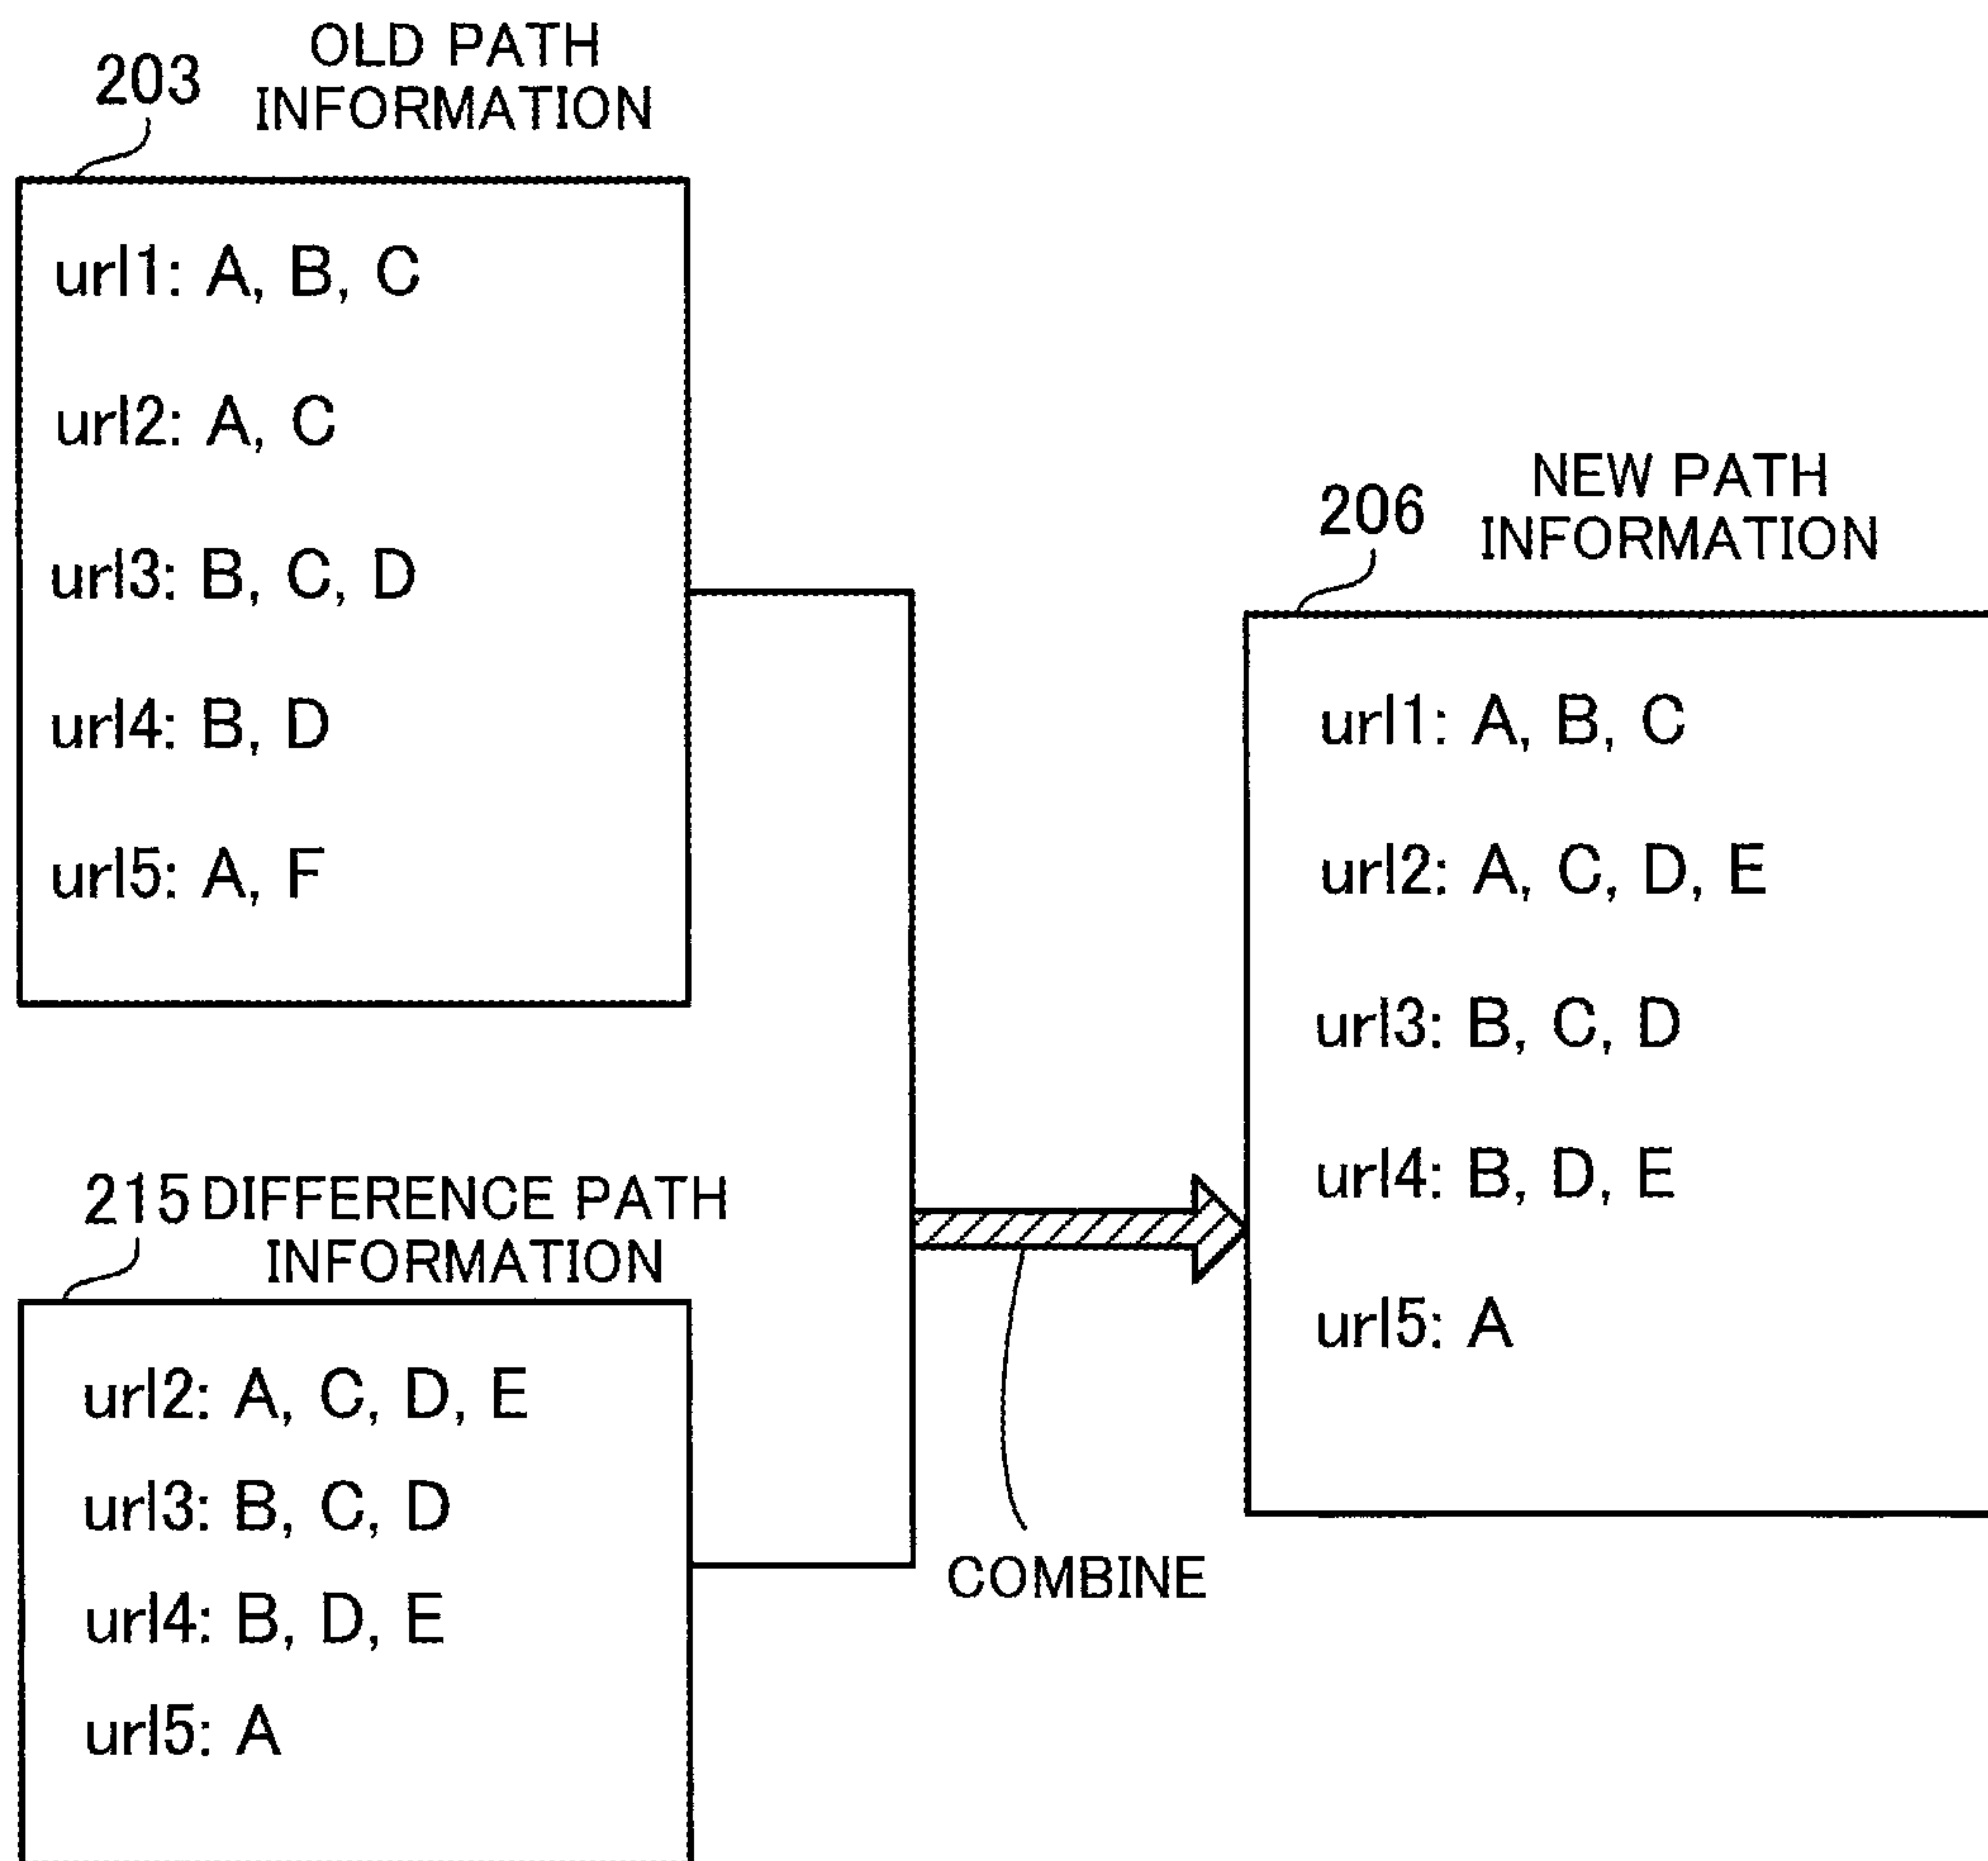 203
OLD PATH
INFORMATION
url1: A, B, C
url2: A, C
url3: B, C, D
url4: B, D
url5: A, F
215 DIFFERENCE PATH
INFORMATION
url2: A, C, D, E
url3: B, C, D
url4: B, D, E
url5: A
COMBINE
206
NEW PATH
INFORMATION
url1: A, B, C
url2: A, C, D, E
url3: B, C, D
url4: B, D, E
url5: A